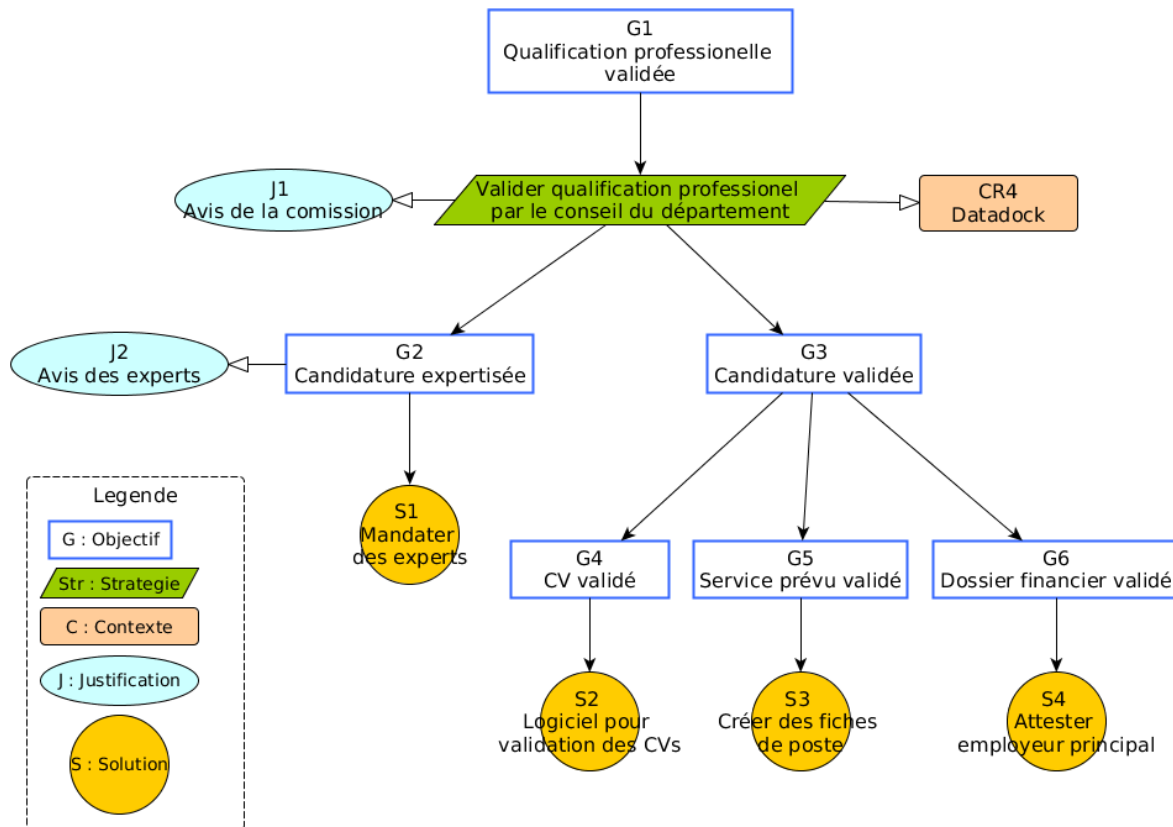 G1
Qualification professionelle
validée
J1
Avis de la comission
Valider qualification professionel
par le conseil du département
CR4
Datadock
J2
Avis des experts
G2
Candidature expertisée
G3
Candidature validée
S1
Mandater
des experts
G4
CV validé
G5
Service prévu validé
G6
Dossier financier validé
S2
Logiciel pour
validation des CVs
S3
Créer des fiches
de poste
S4
Attester
employeur principal
Legende
G : Objectif
Str : Strategie
C : Contexte
J : Justification
S : Solution